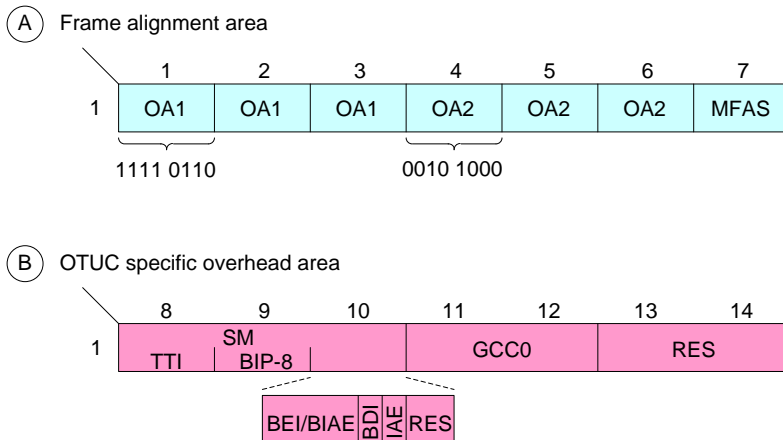 A Frame alignment area
1 2 3 4 5 6 7
1 OA1 OA1 OA1 OA2 OA2 OA2 MFAS
1111 0110 0010 1000
B OTUC specific overhead area
8 9 10 11 12 13 14
SM
1 GCC0 RES
TTI BIP-8
BEI/BIAE BDI IAE RES